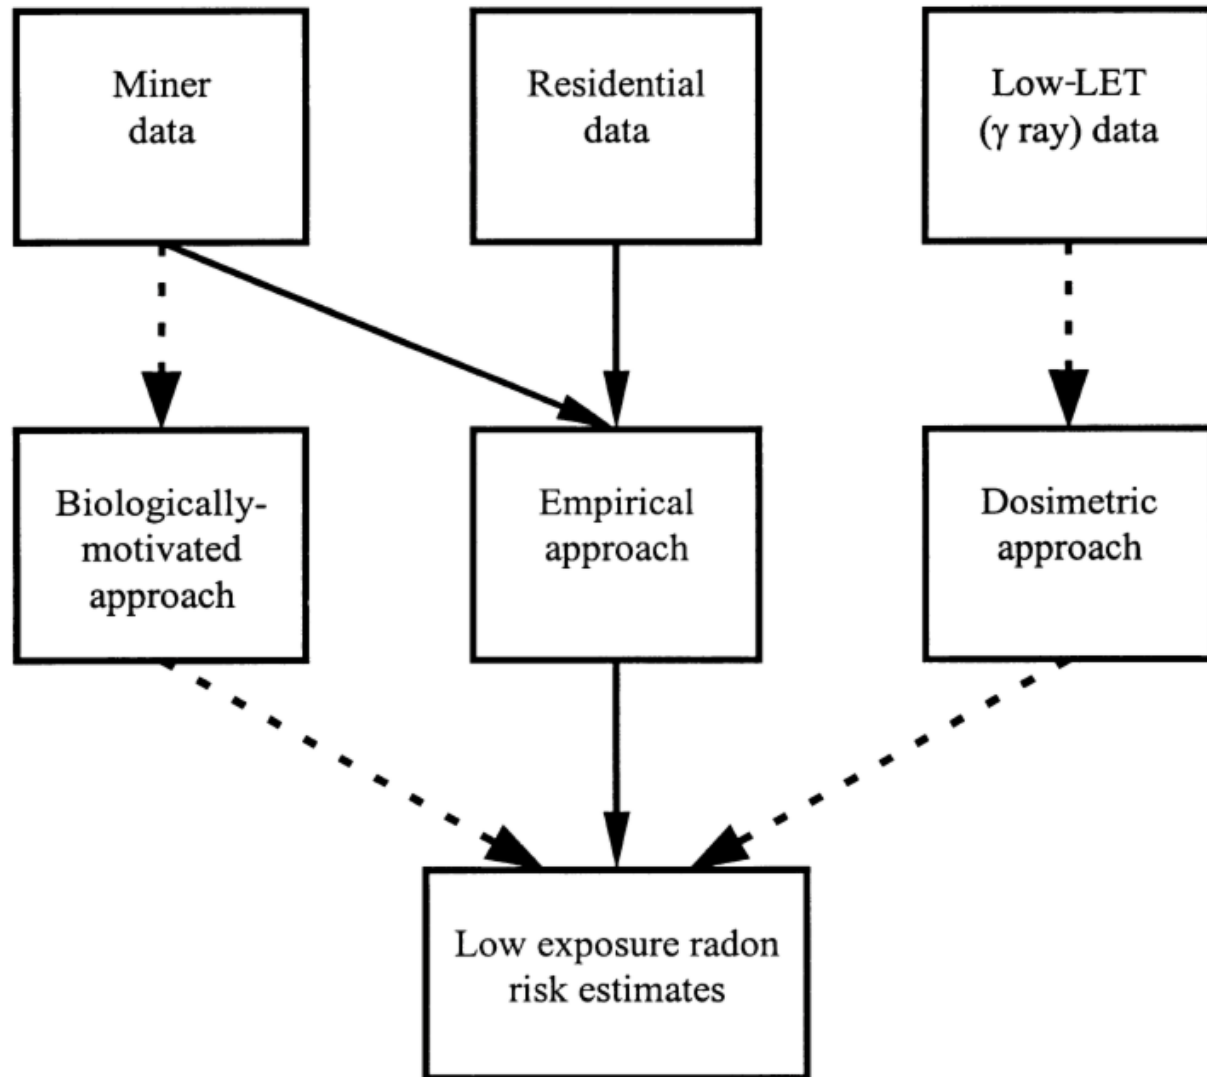 Miner
data
Residential
data
Low-LET
(γ ray) data
Biologically-
motivated
approach
Empirical
approach
Dosimetric
approach
Low exposure radon
risk estimates